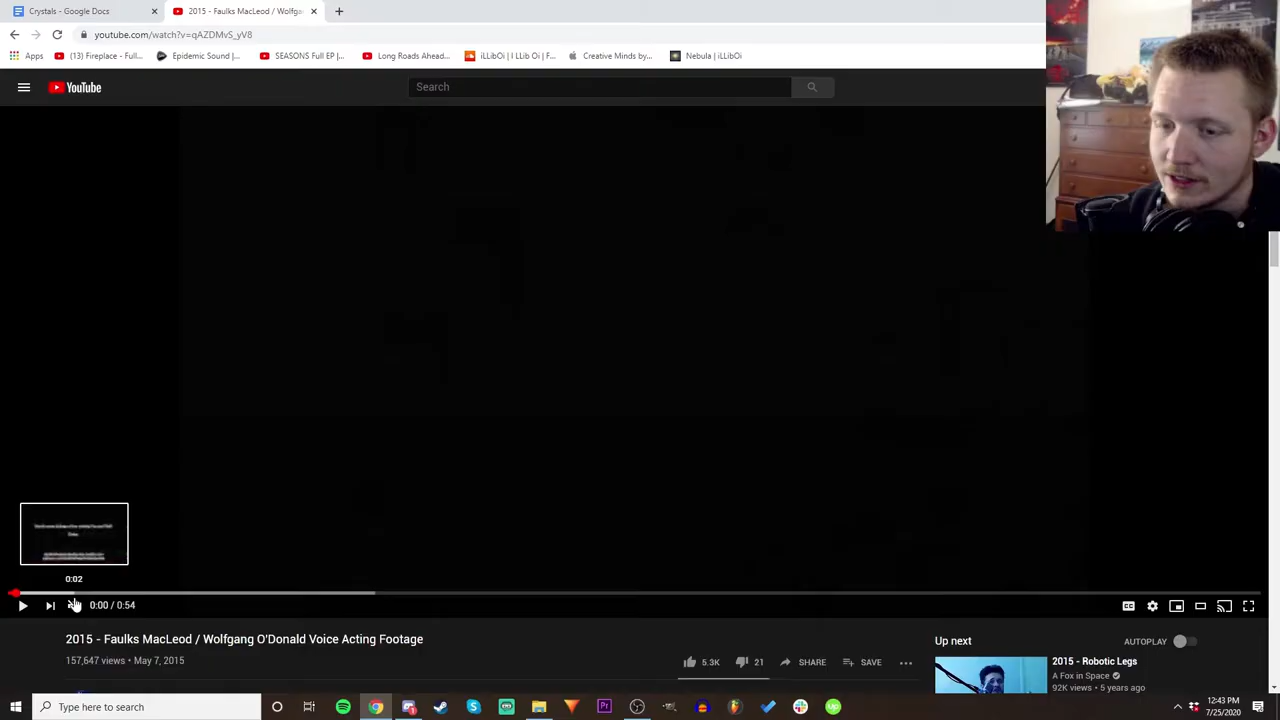 Crystals - Google Docs
2015 - Faulks MacLeod / Wolfga
youtube.com/watch?v=qAZDMvS_yV8
Apps
(13) Fireplace - Full...
Epidemic Sound |...
SEASONS Full EP |...
Long Roads Ahead...
iLLibOi | I LLib Oi | F...
Creative Minds by...
Nebula | iLLibOi
YouTube
Search
0:02
0:00 / 0:54
2015 - Faulks MacLeod / Wolfgang O'Donald Voice Acting Footage
157,647 views • May 7, 2015
5.3K
21
SHARE
SAVE
Up next
AUTOPLAY
2015 - Robotic Legs
A Fox in Space
92K views • 5 years ago
Type here to search
12:43 PM
7/25/2020